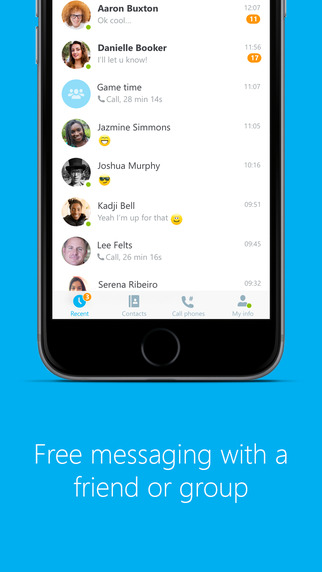 Aaron Buxton 12:07
Ok cool... 11
Danielle Booker 11:56
I'll let u know! 17
Game time 11:07
Call, 28 min 14s
Jazmine Simmons 11:05
Joshua Murphy 10:16
Kadji Bell 09:51
Yeah I'm up for that
Lee Felts 09:45
Call, 26 min 16s
Serena Ribeiro 09:32
3
Recent Contacts Call phones My info
Free messaging with a
friend or group